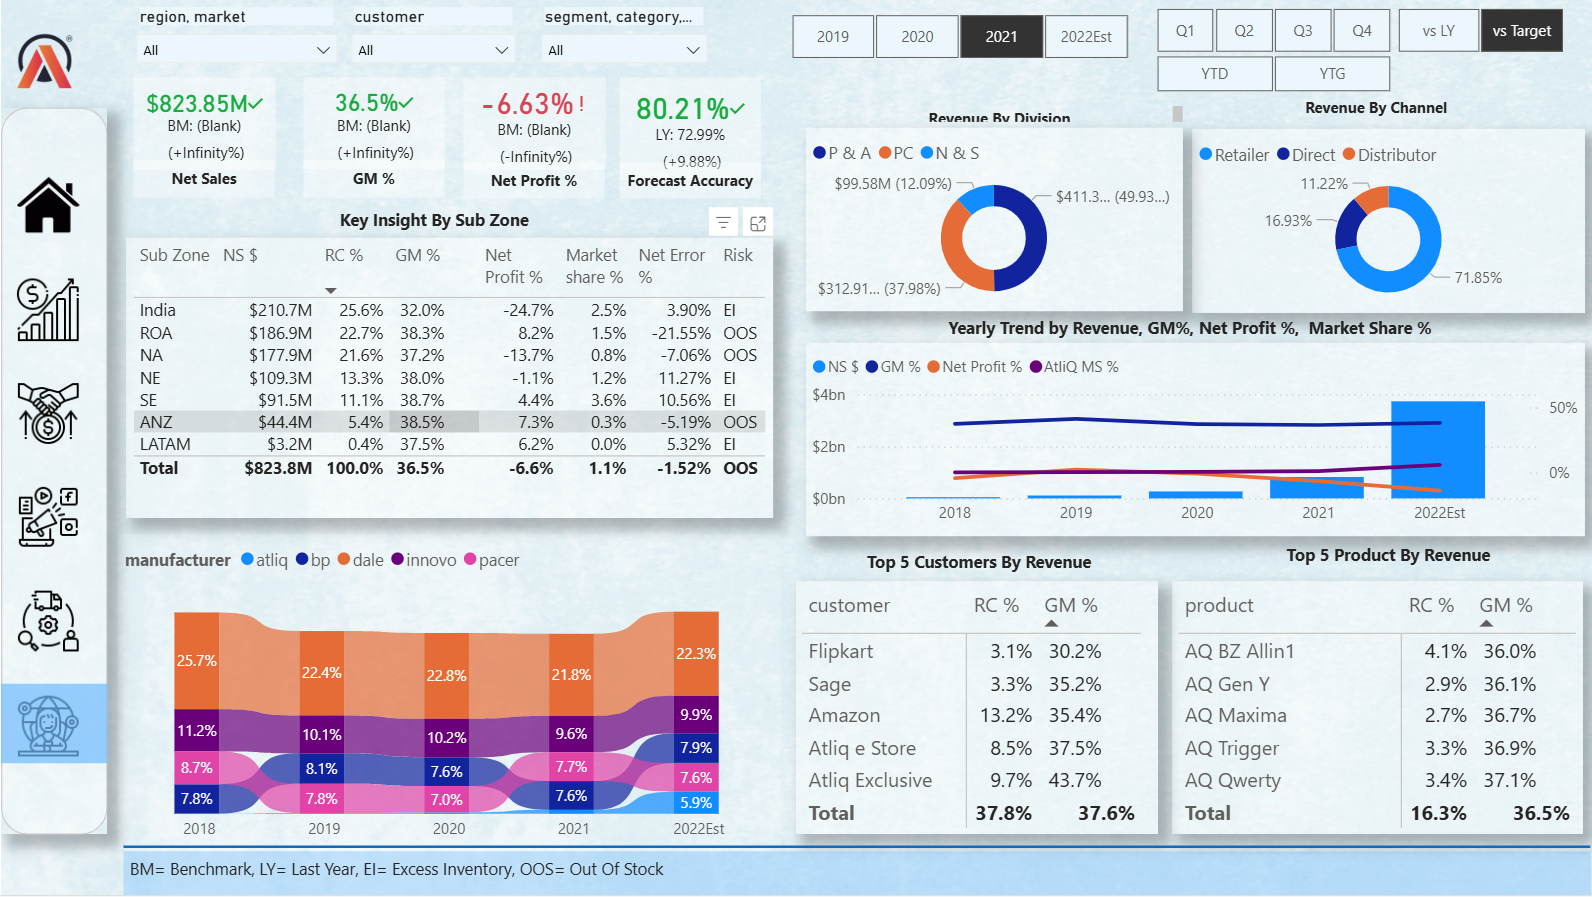 region, market
customer
segment, category,...
All
All
All
2019
2020
2021
2022Est
Q1
Q2
Q3
Q4
YTD
YTG
vs LY
vs Target
$823.85M
BM: (Blank)
(+Infinity%)
Net Sales
36.5%
BM: (Blank)
(+Infinity%)
GM %
-6.63% !
BM: (Blank)
(-Infinity%)
Net Profit %
80.21%
LY: 72.99%
(+9.88%)
Forecast Accuracy
Key Insight By Sub Zone
Sub Zone NS $ RC % GM % Net Profit % Market share % Net Error % Risk
India $210.7M 25.6% 32.0% -24.7% 2.5% 3.90% EI
ROA $186.9M 22.7% 38.3% 8.2% 1.5% -21.55% OOS
NA $177.9M 21.6% 37.2% -13.7% 0.8% -7.06% OOS
NE $109.3M 13.3% 38.0% -1.1% 1.2% 11.27% EI
SE $91.5M 11.1% 38.7% 4.4% 3.6% 10.56% EI
ANZ $44.4M 5.4% 38.5% 7.3% 0.3% -5.19% OOS
LATAM $3.2M 0.4% 37.5% 6.2% 0.0% 5.32% EI
Total $823.8M 100.0% 36.5% -6.6% 1.1% -1.52% OOS
Revenue By Division
P & A PC N & S
$99.58M (12.09%)
$411.3... (49.93...)
$312.91... (37.98%)
Revenue By Channel
Retailer Direct Distributor
11.22%
16.93%
71.85%
Yearly Trend by Revenue, GM%, Net Profit %, Market Share %
NS $ GM % Net Profit % AtliQ MS %
$4bn
$2bn
$0bn
50%
0%
2018 2019 2020 2021 2022Est
manufacturer atliq bp dale innovo pacer
25.7%
11.2%
8.7%
7.8%
22.4%
10.1%
8.1%
7.8%
22.8%
10.2%
7.6%
7.0%
21.8%
9.6%
7.7%
7.6%
22.3%
9.9%
7.9%
7.6%
5.9%
2018 2019 2020 2021 2022Est
Top 5 Customers By Revenue
customer RC % GM %
Flipkart 3.1% 30.2%
Sage 3.3% 35.2%
Amazon 13.2% 35.4%
Atliq e Store 8.5% 37.5%
Atliq Exclusive 9.7% 43.7%
Total 37.8% 37.6%
Top 5 Product By Revenue
product RC % GM %
AQ BZ Allin1 4.1% 36.0%
AQ Gen Y 2.9% 36.1%
AQ Maxima 2.7% 36.7%
AQ Trigger 3.3% 36.9%
AQ Qwerty 3.4% 37.1%
Total 16.3% 36.5%
BM= Benchmark, LY= Last Year, EI= Excess Inventory, OOS= Out Of Stock